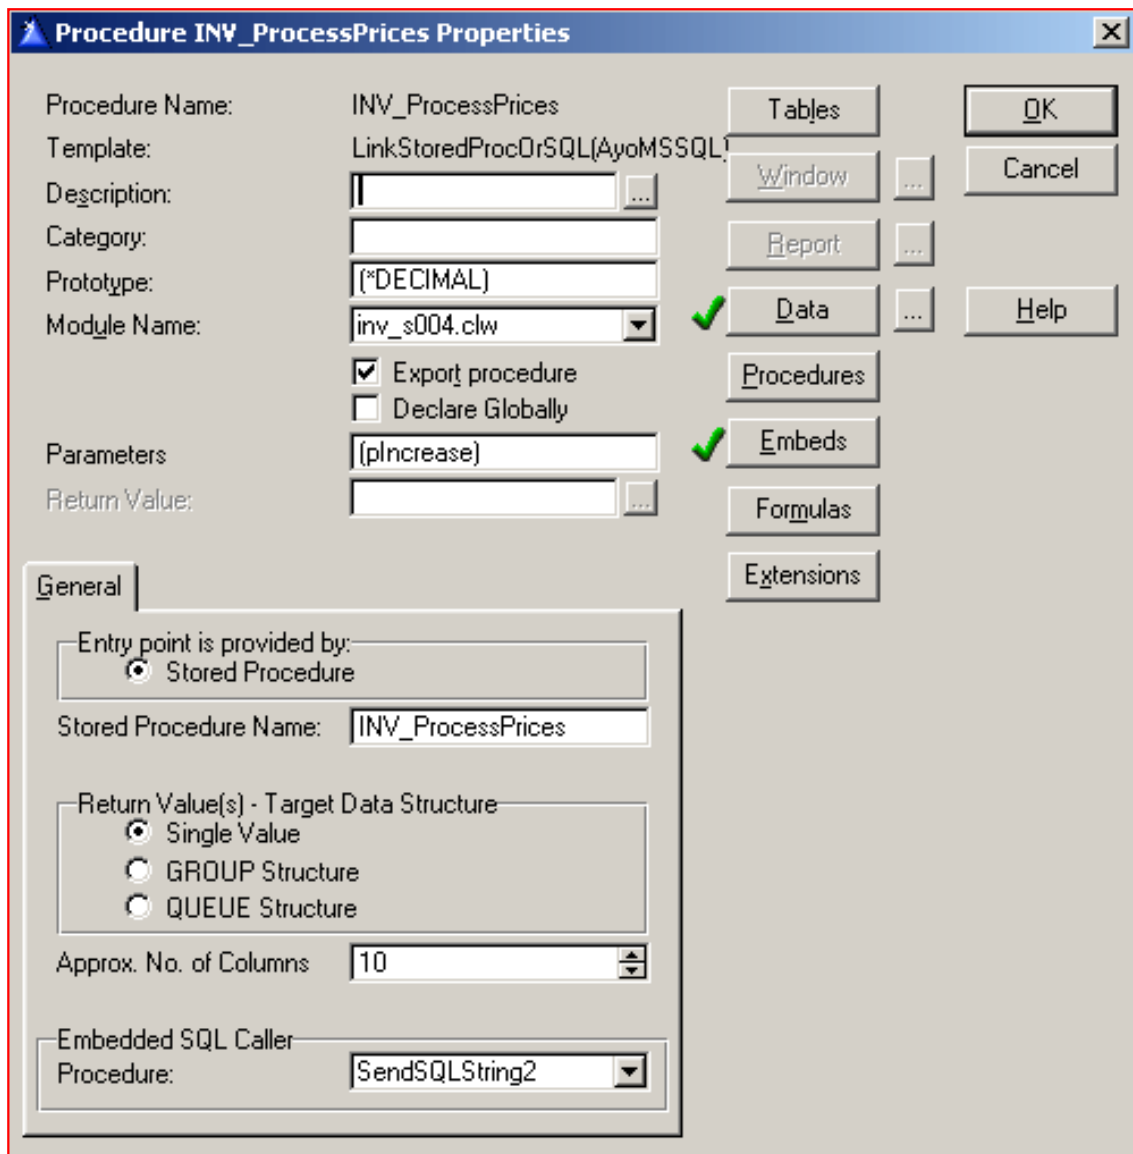 Procedure INV_ProcessPrices Properties
Procedure Name: INV_ProcessPrices Tables OK
Template: LinkStoredProcOrSQL(AyoMSSQL) Window ... Cancel
Description: ...
Category: Report ...
Prototype: (*DECIMAL)
Module Name: inv_s004.clw Data ... Help
Export procedure Procedures
Declare Globally
Parameters (pIncrease) Embeds
Return Value: ... Formulas
Extensions
General
Entry point is provided by:
Stored Procedure
Stored Procedure Name: INV_ProcessPrices
Return Value(s) - Target Data Structure
Single Value
GROUP Structure
QUEUE Structure
Approx. No. of Columns 10
Embedded SQL Caller
Procedure: SendSQLString2